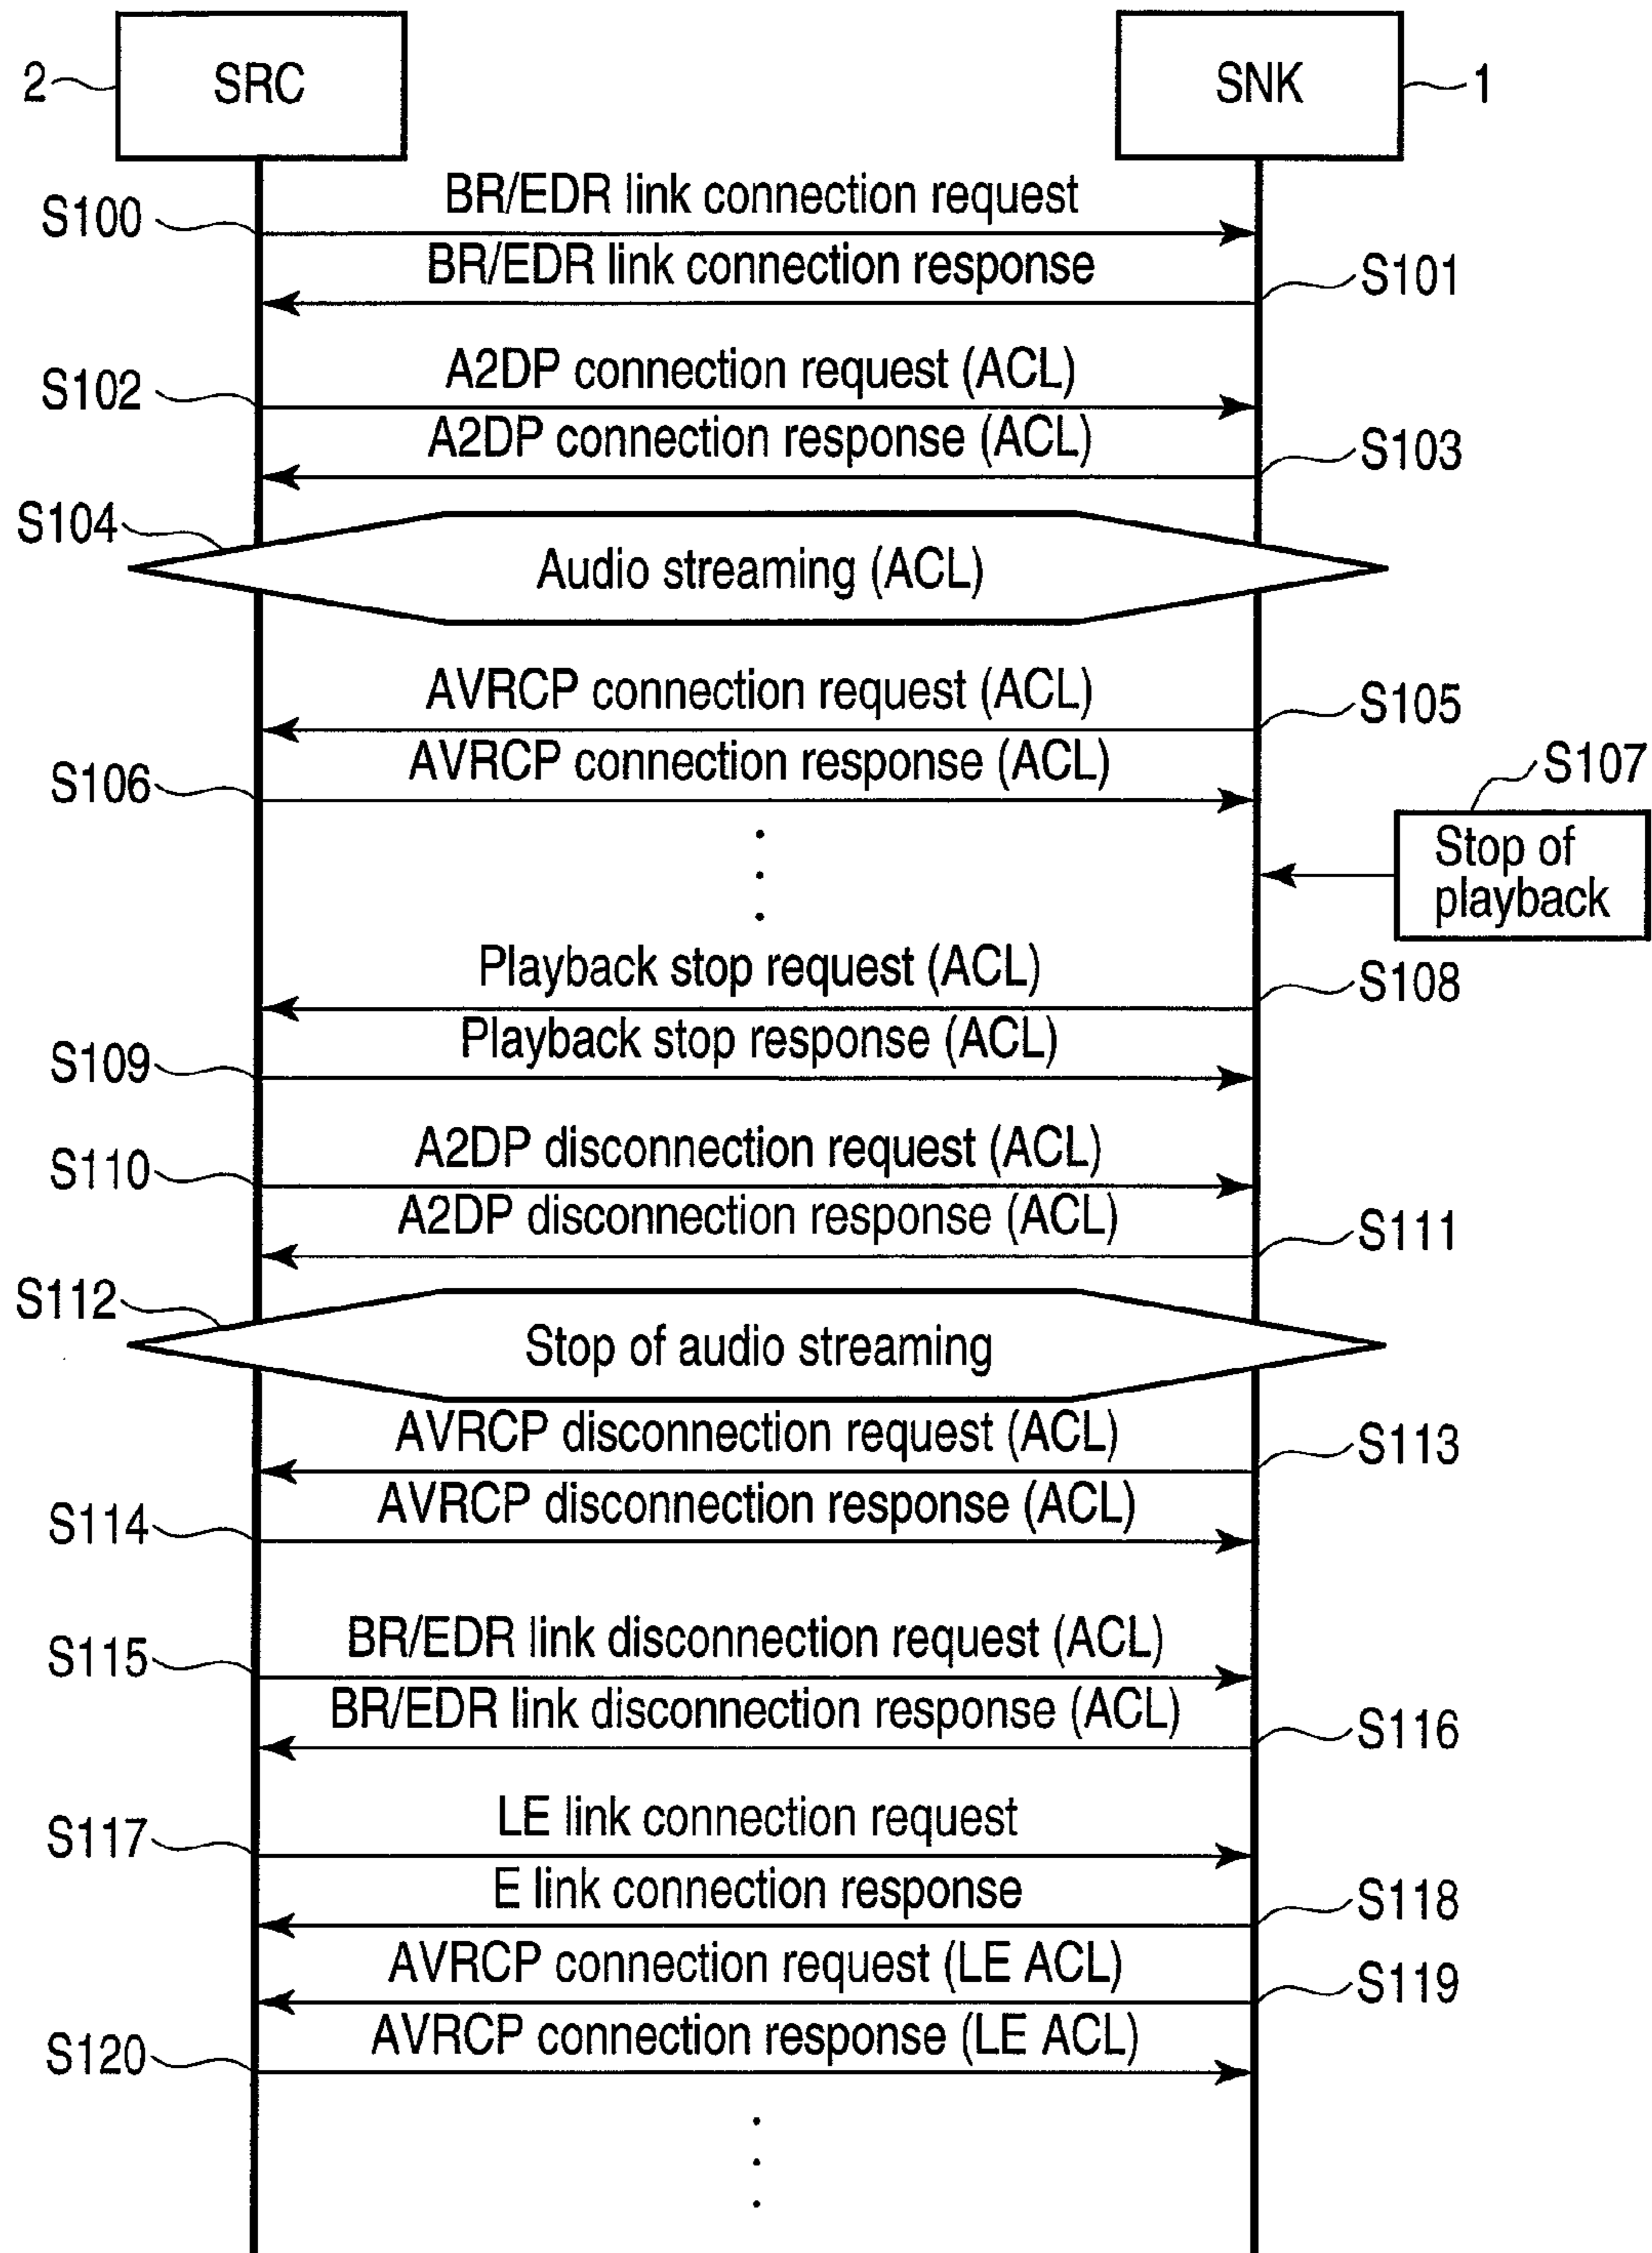 2
SRC
SNK
1
S100
BR/EDR link connection request
BR/EDR link connection response
S101
S102
A2DP connection request (ACL)
A2DP connection response (ACL)
S103
S104
Audio streaming (ACL)
AVRCP connection request (ACL)
S105
S106
AVRCP connection response (ACL)
S107
Stop of
playback
Playback stop request (ACL)
S108
S109
Playback stop response (ACL)
S110
A2DP disconnection request (ACL)
A2DP disconnection response (ACL)
S111
S112
Stop of audio streaming
AVRCP disconnection request (ACL)
S113
S114
AVRCP disconnection response (ACL)
S115
BR/EDR link disconnection request (ACL)
BR/EDR link disconnection response (ACL)
S116
S117
LE link connection request
E link connection response
S118
AVRCP connection request (LE ACL)
S119
S120
AVRCP connection response (LE ACL)